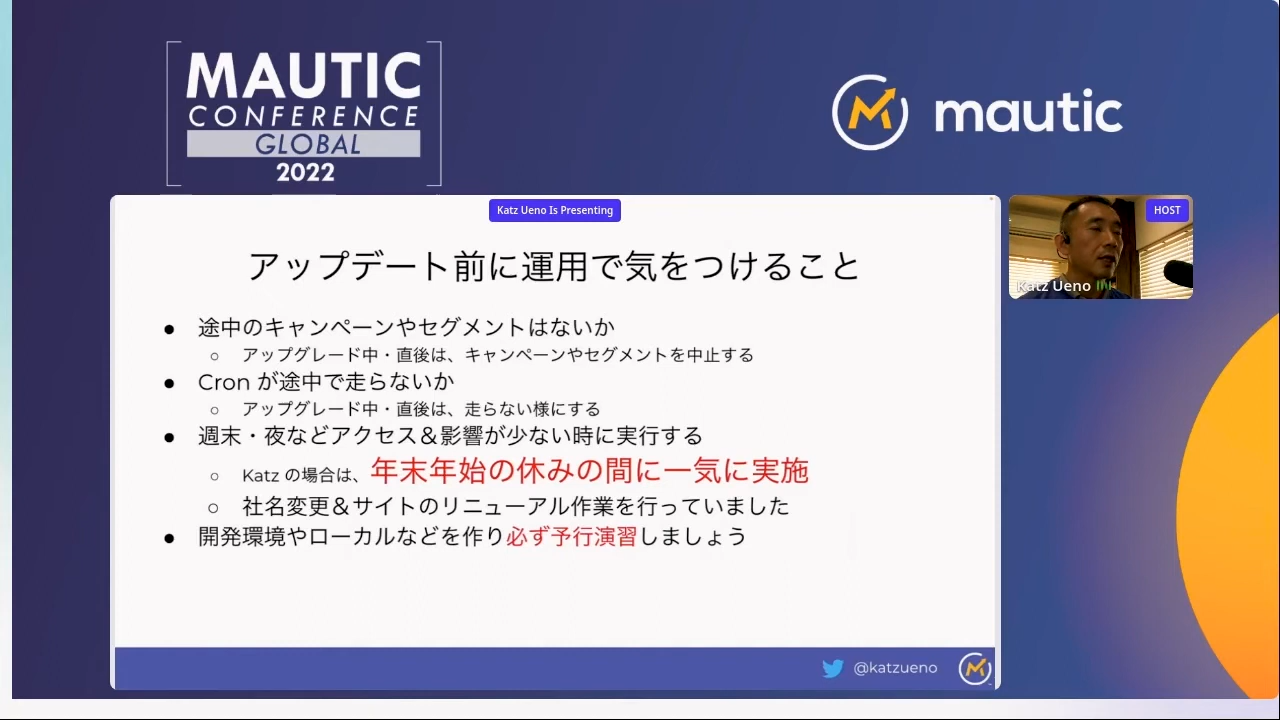 MAUTIC
CONFERENCE
GLOBAL
2022
mautic
Katz Ueno Is Presenting
HOST
Katz Ueno
アップデート前に運用で気をつけること
● 途中のキャンペーンやセグメントはないか
○ アップグレード中・直後は、キャンペーンやセグメントを中止する
● Cron が途中で走らないか
○ アップグレード中・直後は、走らない様にする
● 週末・夜などアクセス＆影響が少ない時に実行する
○ Katz の場合は、年末年始の休みの間に一気に実施
○ 社名変更＆サイトのリニューアル作業を行っていました
● 開発環境やローカルなどを作り必ず予行演習しましょう
@katzueno